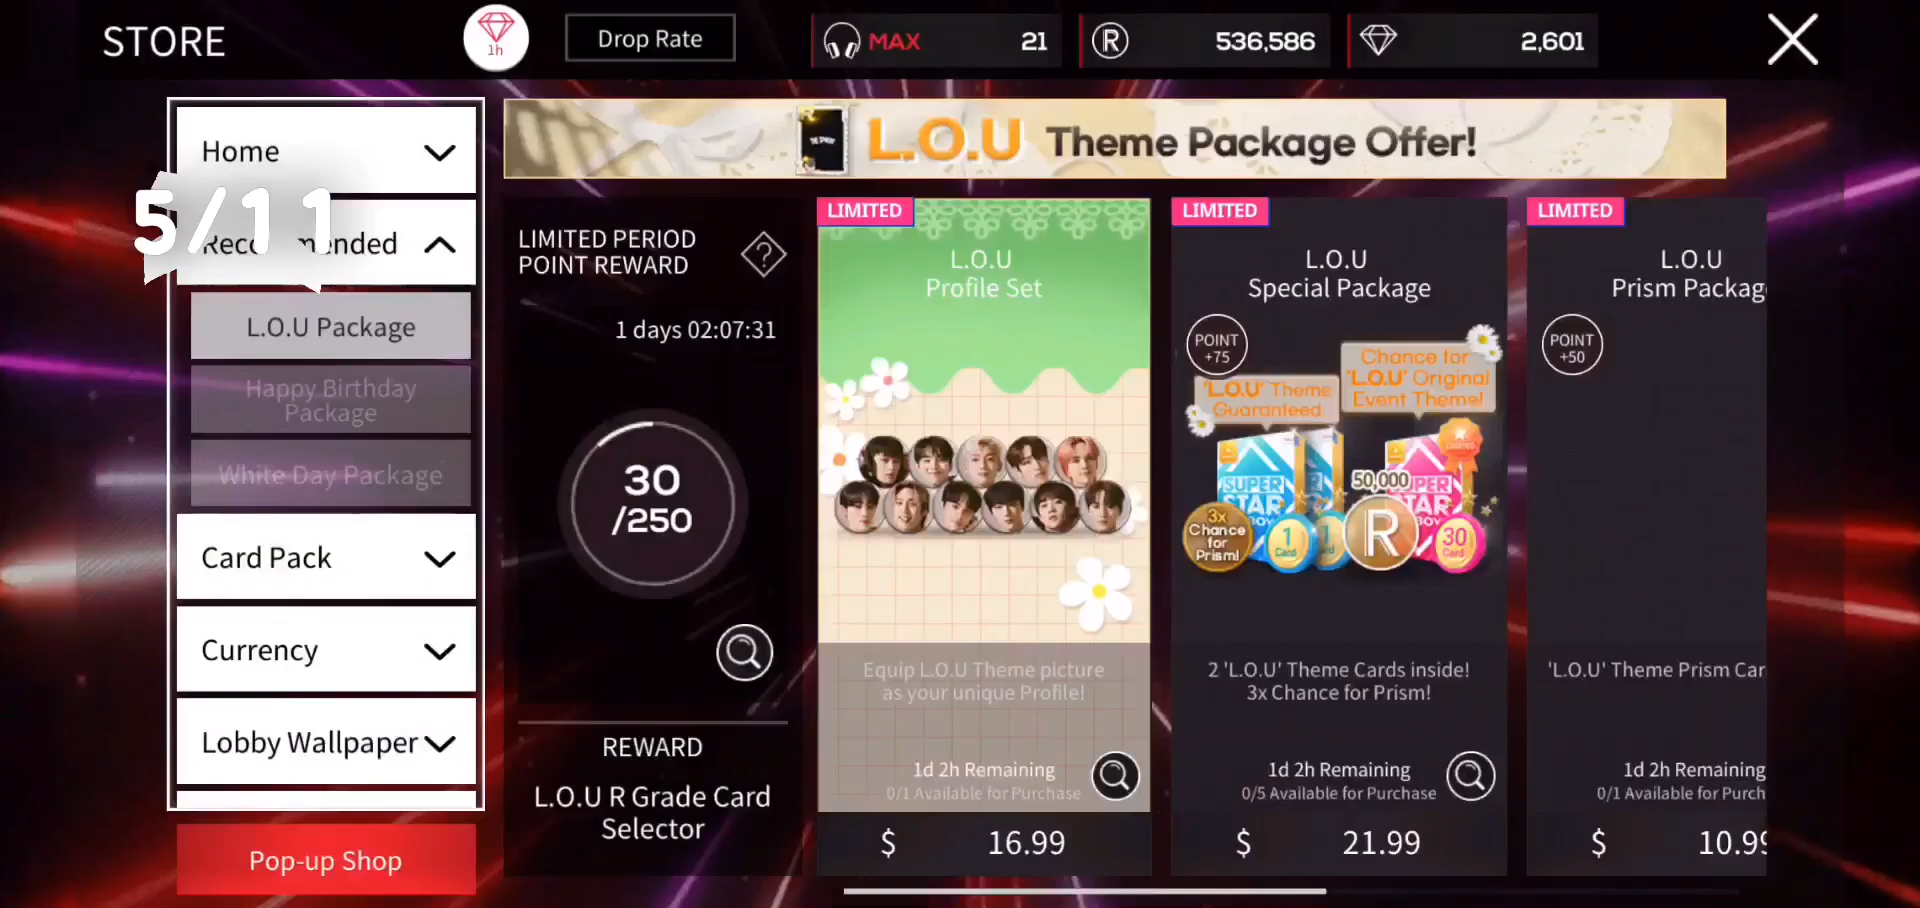 STORE
1h
Drop Rate
MAX
21
R
536,586
2,601
L.O.U Theme Package Offer!
Home
5/11
Recommended
L.O.U Package
Happy Birthday
Package
White Day Package
Card Pack
Currency
Lobby Wallpaper
Pop-up Shop
LIMITED PERIOD
POINT REWARD
?
1 days 02:07:31
30
/250
REWARD
L.O.U R Grade Card
Selector
LIMITED
L.O.U
Profile Set
Equip L.O.U Theme picture
as your unique Profile!
1d 2h Remaining
0/1 Available for Purchase
$ 16.99
LIMITED
L.O.U
Special Package
POINT
+75
Chance for
'L.O.U' Original
Event Theme!
'L.O.U' Theme
Guaranteed
SUPER
STAR
50,000
3x
Chance
for
Prism!
1
Card
1
R
30
Card
2 'L.O.U' Theme Cards inside!
3x Chance for Prism!
1d 2h Remaining
0/5 Available for Purchase
$ 21.99
LIMITED
L.O.U
Prism Packag
POINT
+50
'L.O.U' Theme Prism Car
1d 2h Remaining
0/1 Available for Purch
$ 10.99